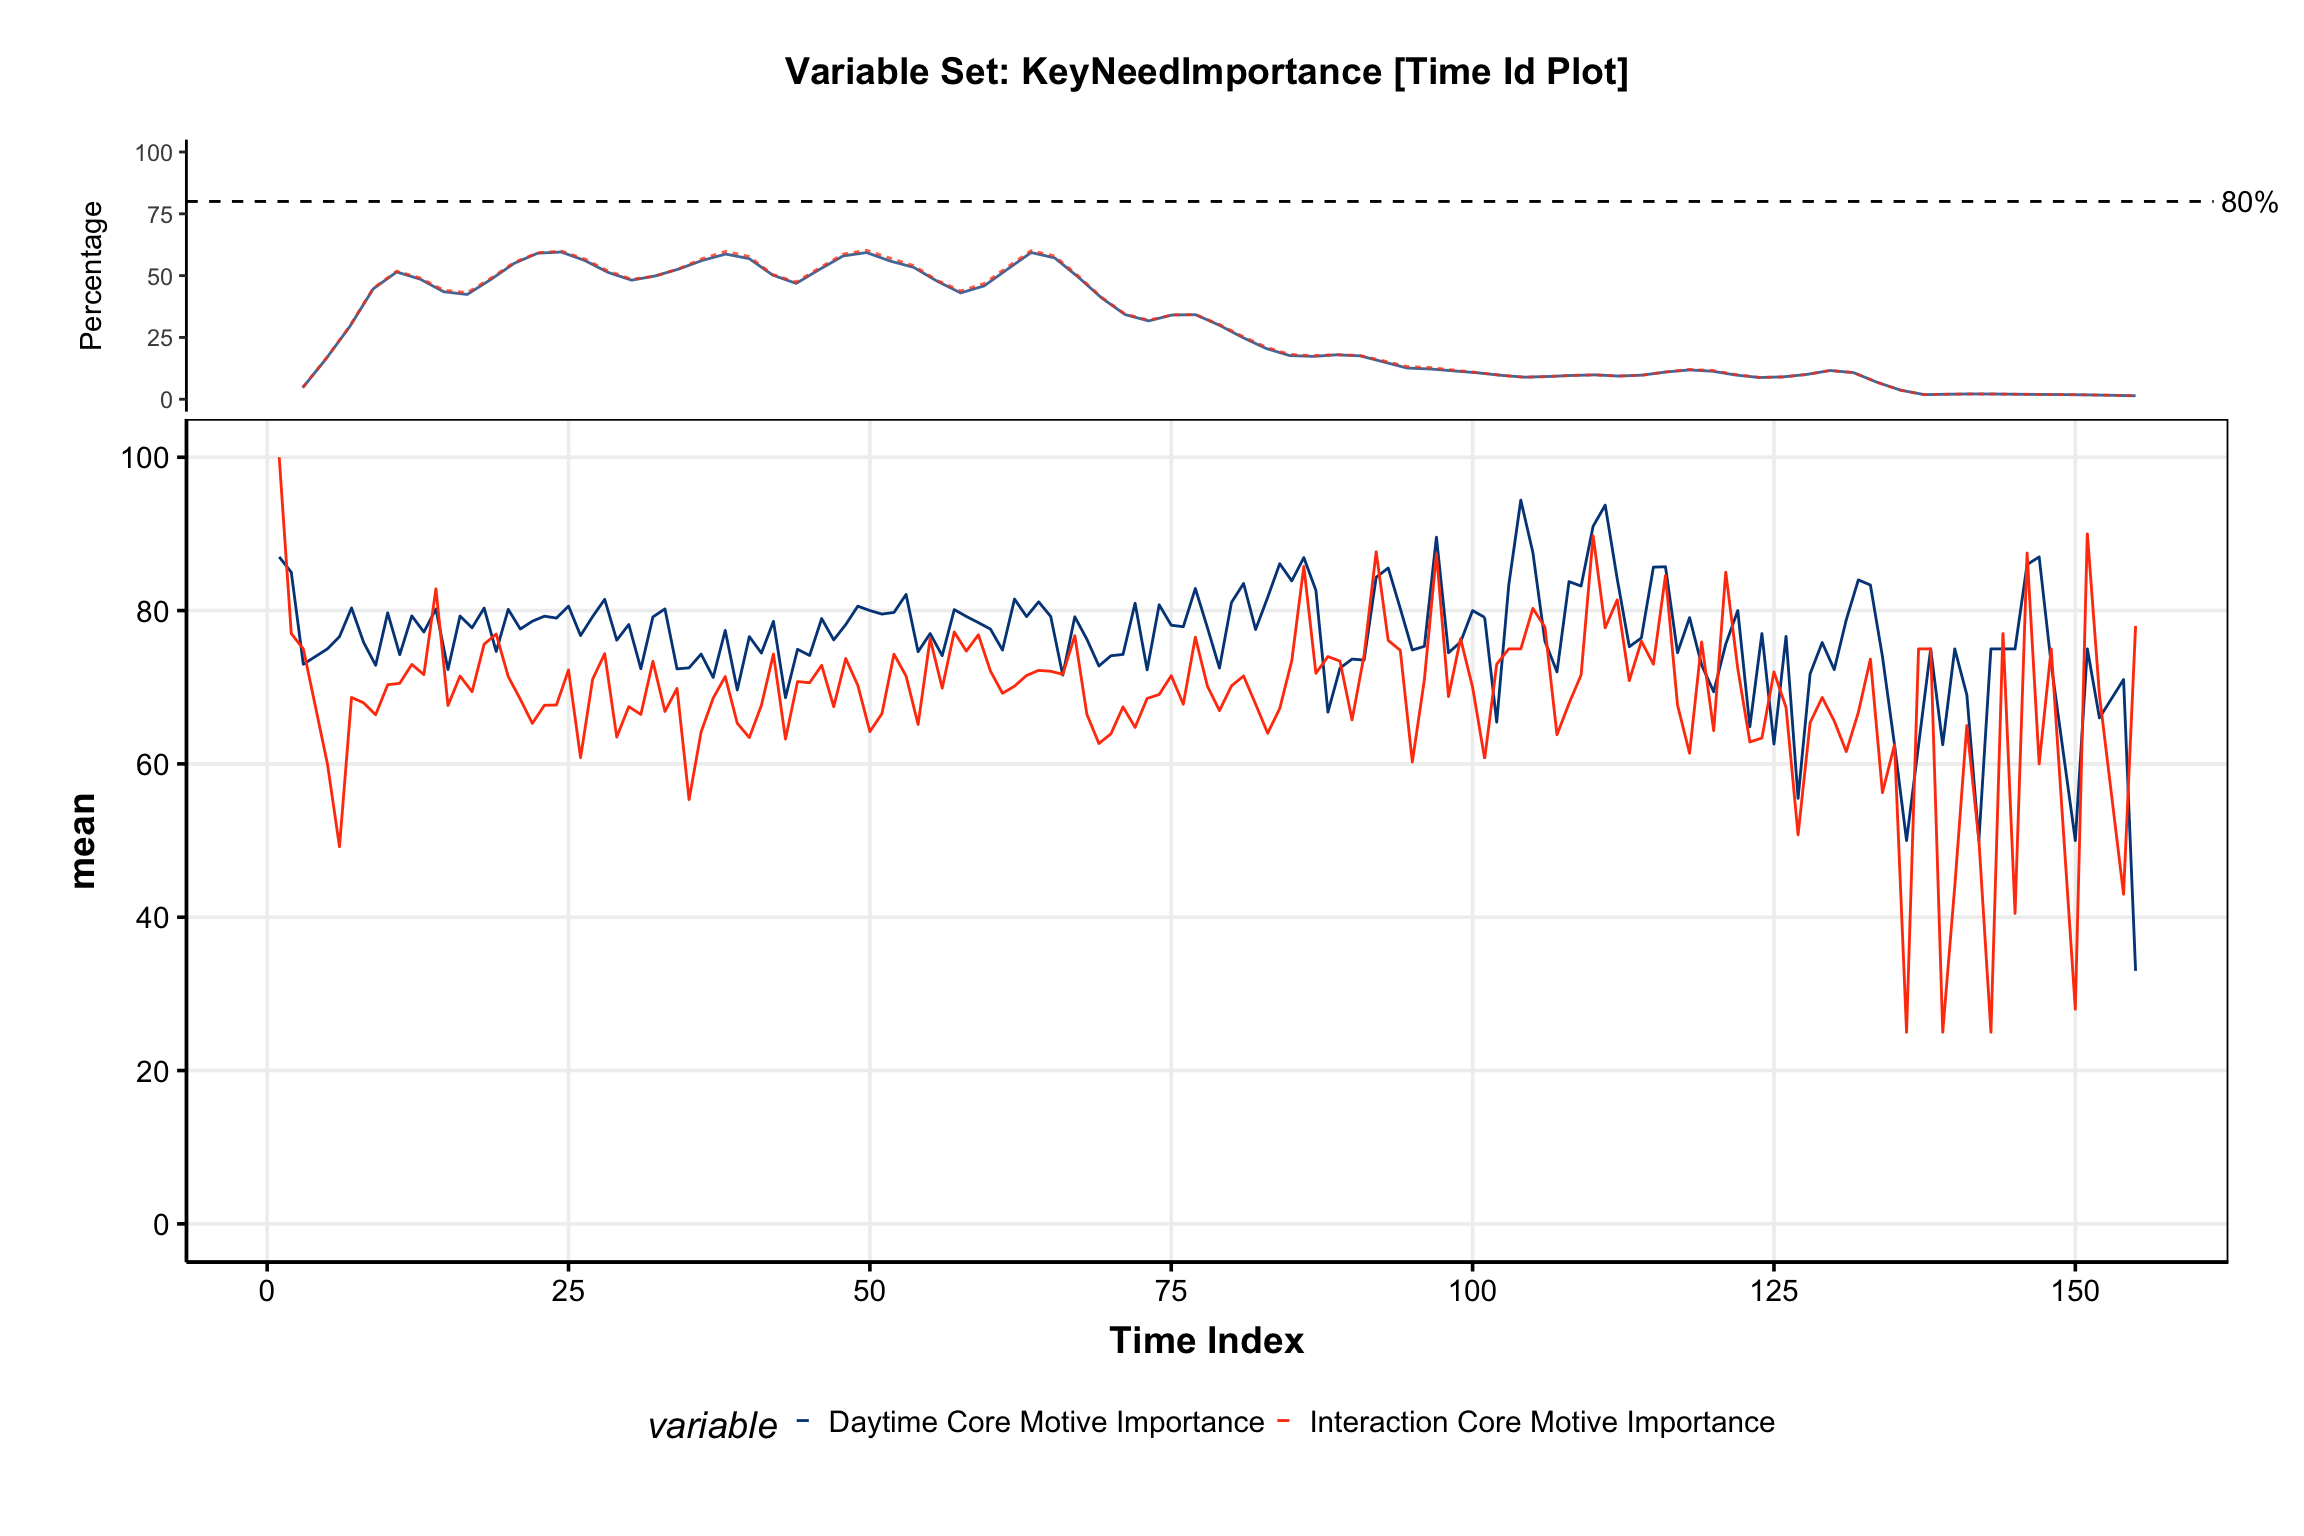 Variable Set: KeyNeedImportance [Time Id Plot]
Percentage
100
75
50
25
0
80%
mean
100
80
60
40
20
0
0 25 50 75 100 125 150
Time Index
variable Daytime Core Motive Importance Interaction Core Motive Importance